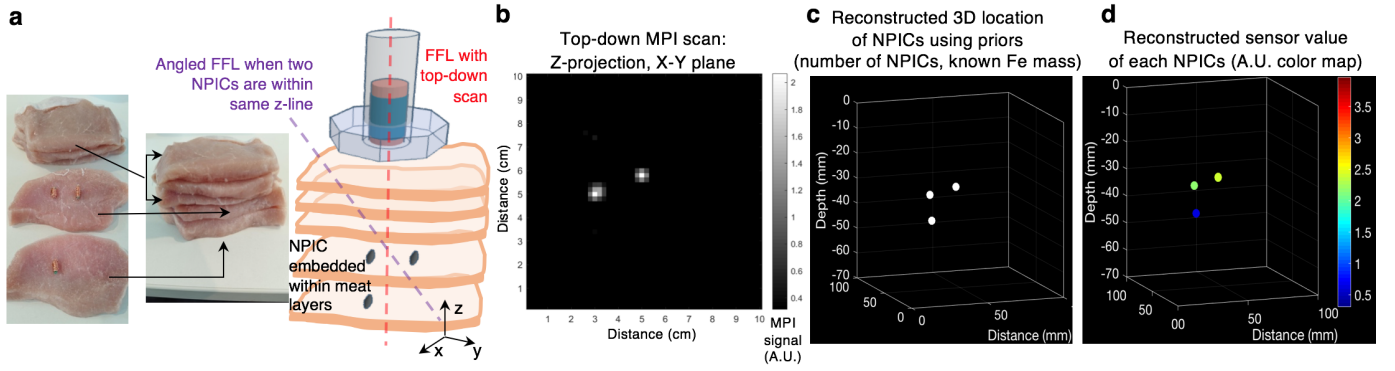 a
Angled FFL when two
NPICs are within
same z-line
FFL with
top-down
scan
NPIC
embedded
within meat
layers
z
x
y
b
Top-down MPI scan:
Z-projection, X-Y plane
10
9
8
7
6
5
4
3
2
1
Distance (cm)
1 2 3 4 5 6 7 8 9 10
Distance (cm)
2
1.8
1.6
1.4
1.2
1
0.8
0.6
0.4
MPI
signal
(A.U.)
c
Reconstructed 3D location
of NPICs using priors
(number of NPICs, known Fe mass)
0
-10
-20
-30
-40
-50
-60
-70
Depth (mm)
100
50
0
0
50
Distance (mm)
d
Reconstructed sensor value
of each NPICs (A.U. color map)
0
-10
-20
-30
-40
-50
-60
-70
Depth (mm)
100
50
00
50
100
Distance (mm)
3.5
3
2.5
2
1.5
1
0.5